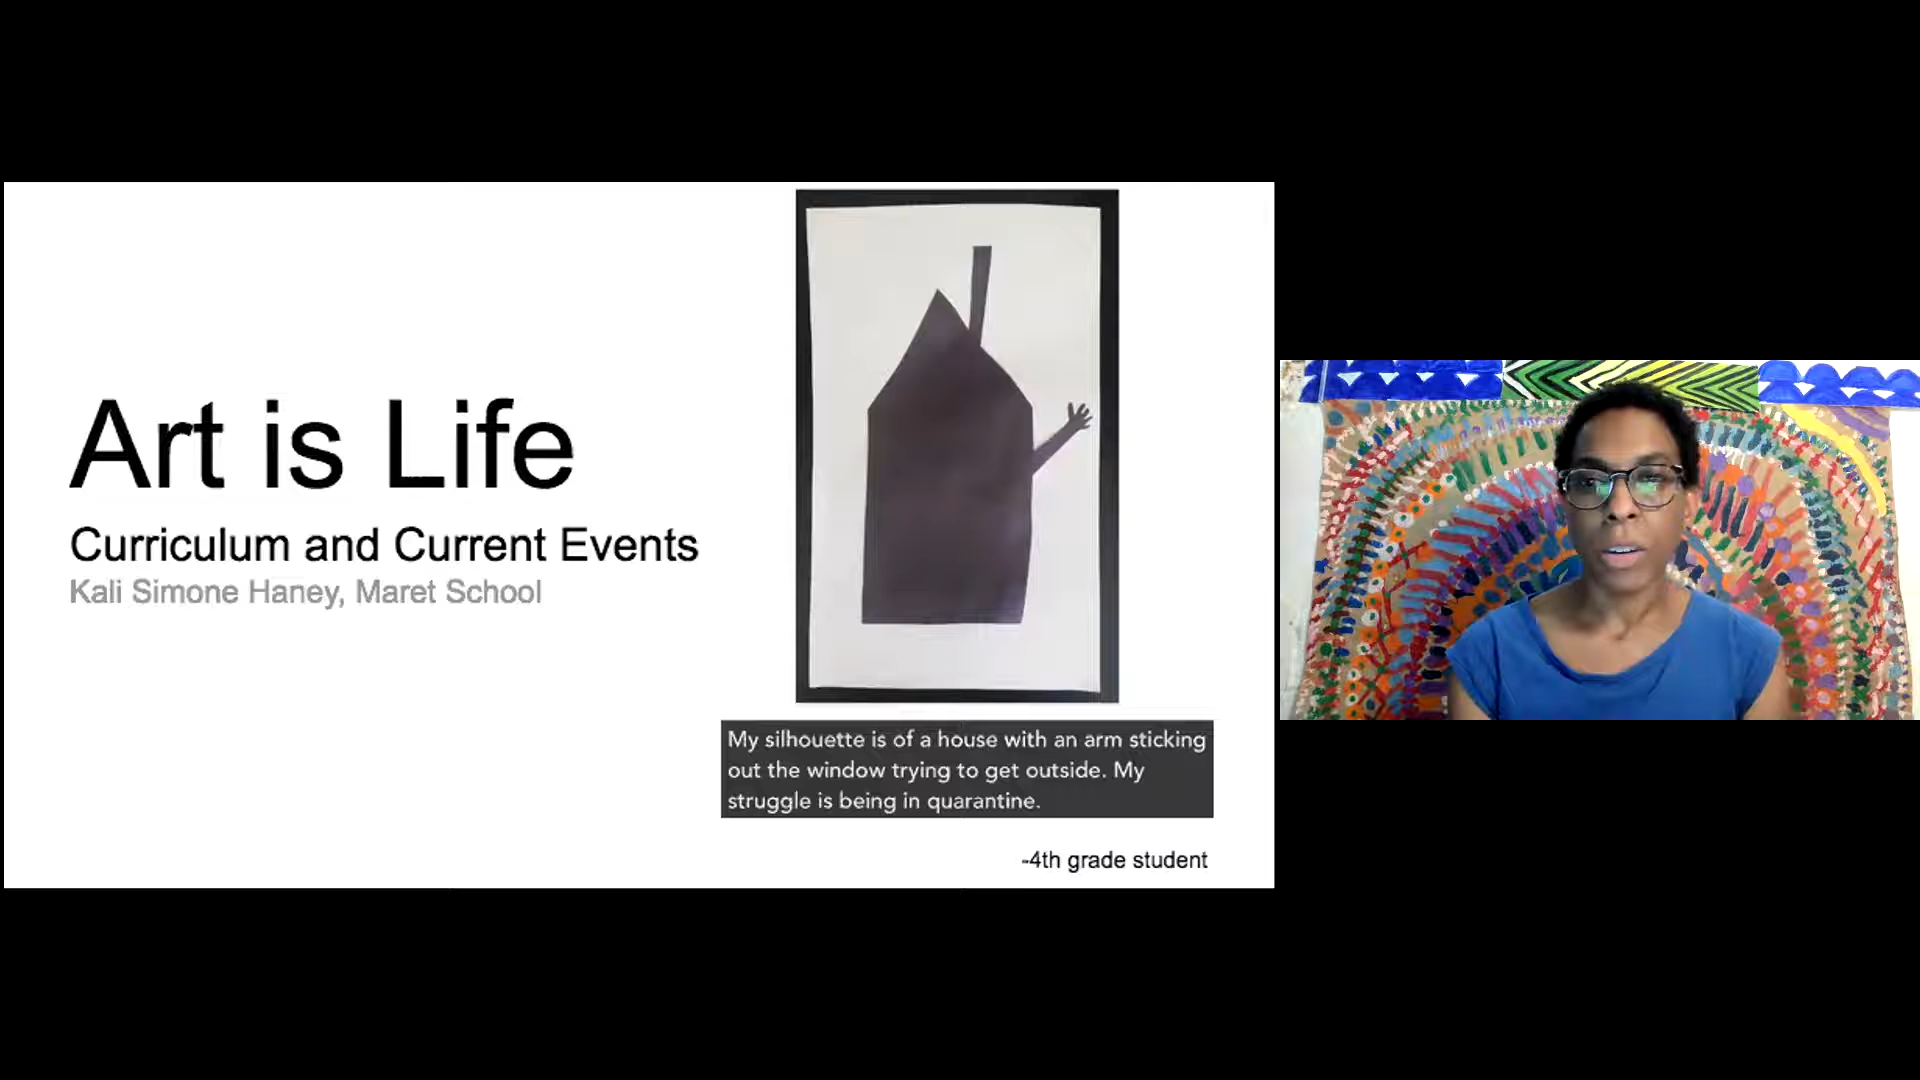 Art is Life
Curriculum and Current Events
Kali Simone Haney, Maret School
My silhouette is of a house with an arm sticking
out the window trying to get outside. My
struggle is being in quarantine.
-4th grade student